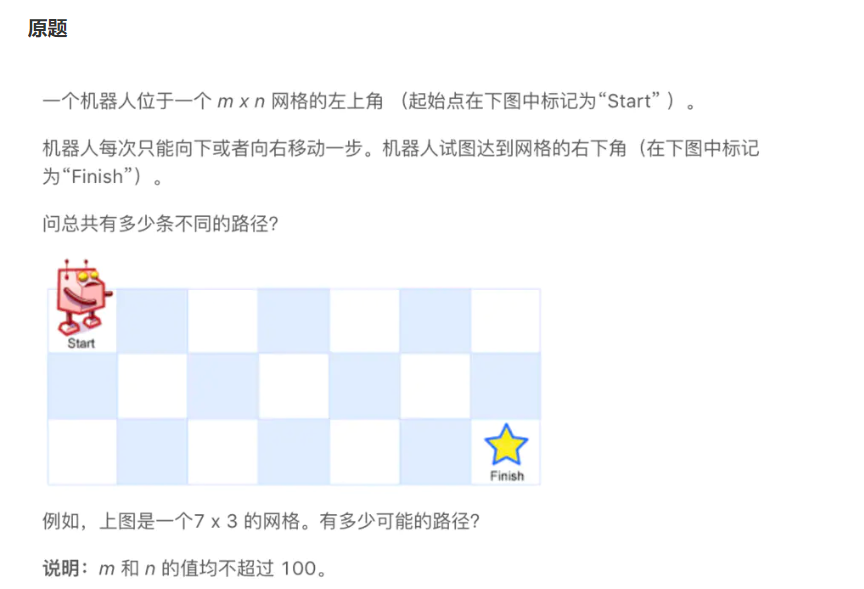 原题
一个机器人位于一个 m x n 网格的左上角 （起始点在下图中标记为“Start” ）。
机器人每次只能向下或者向右移动一步。机器人试图达到网格的右下角（在下图中标记
为“Finish”）。
问总共有多少条不同的路径?
Start
Finish
例如，上图是一个7 x 3 的网格。有多少可能的路径?
说明：m 和 n 的值均不超过 100。